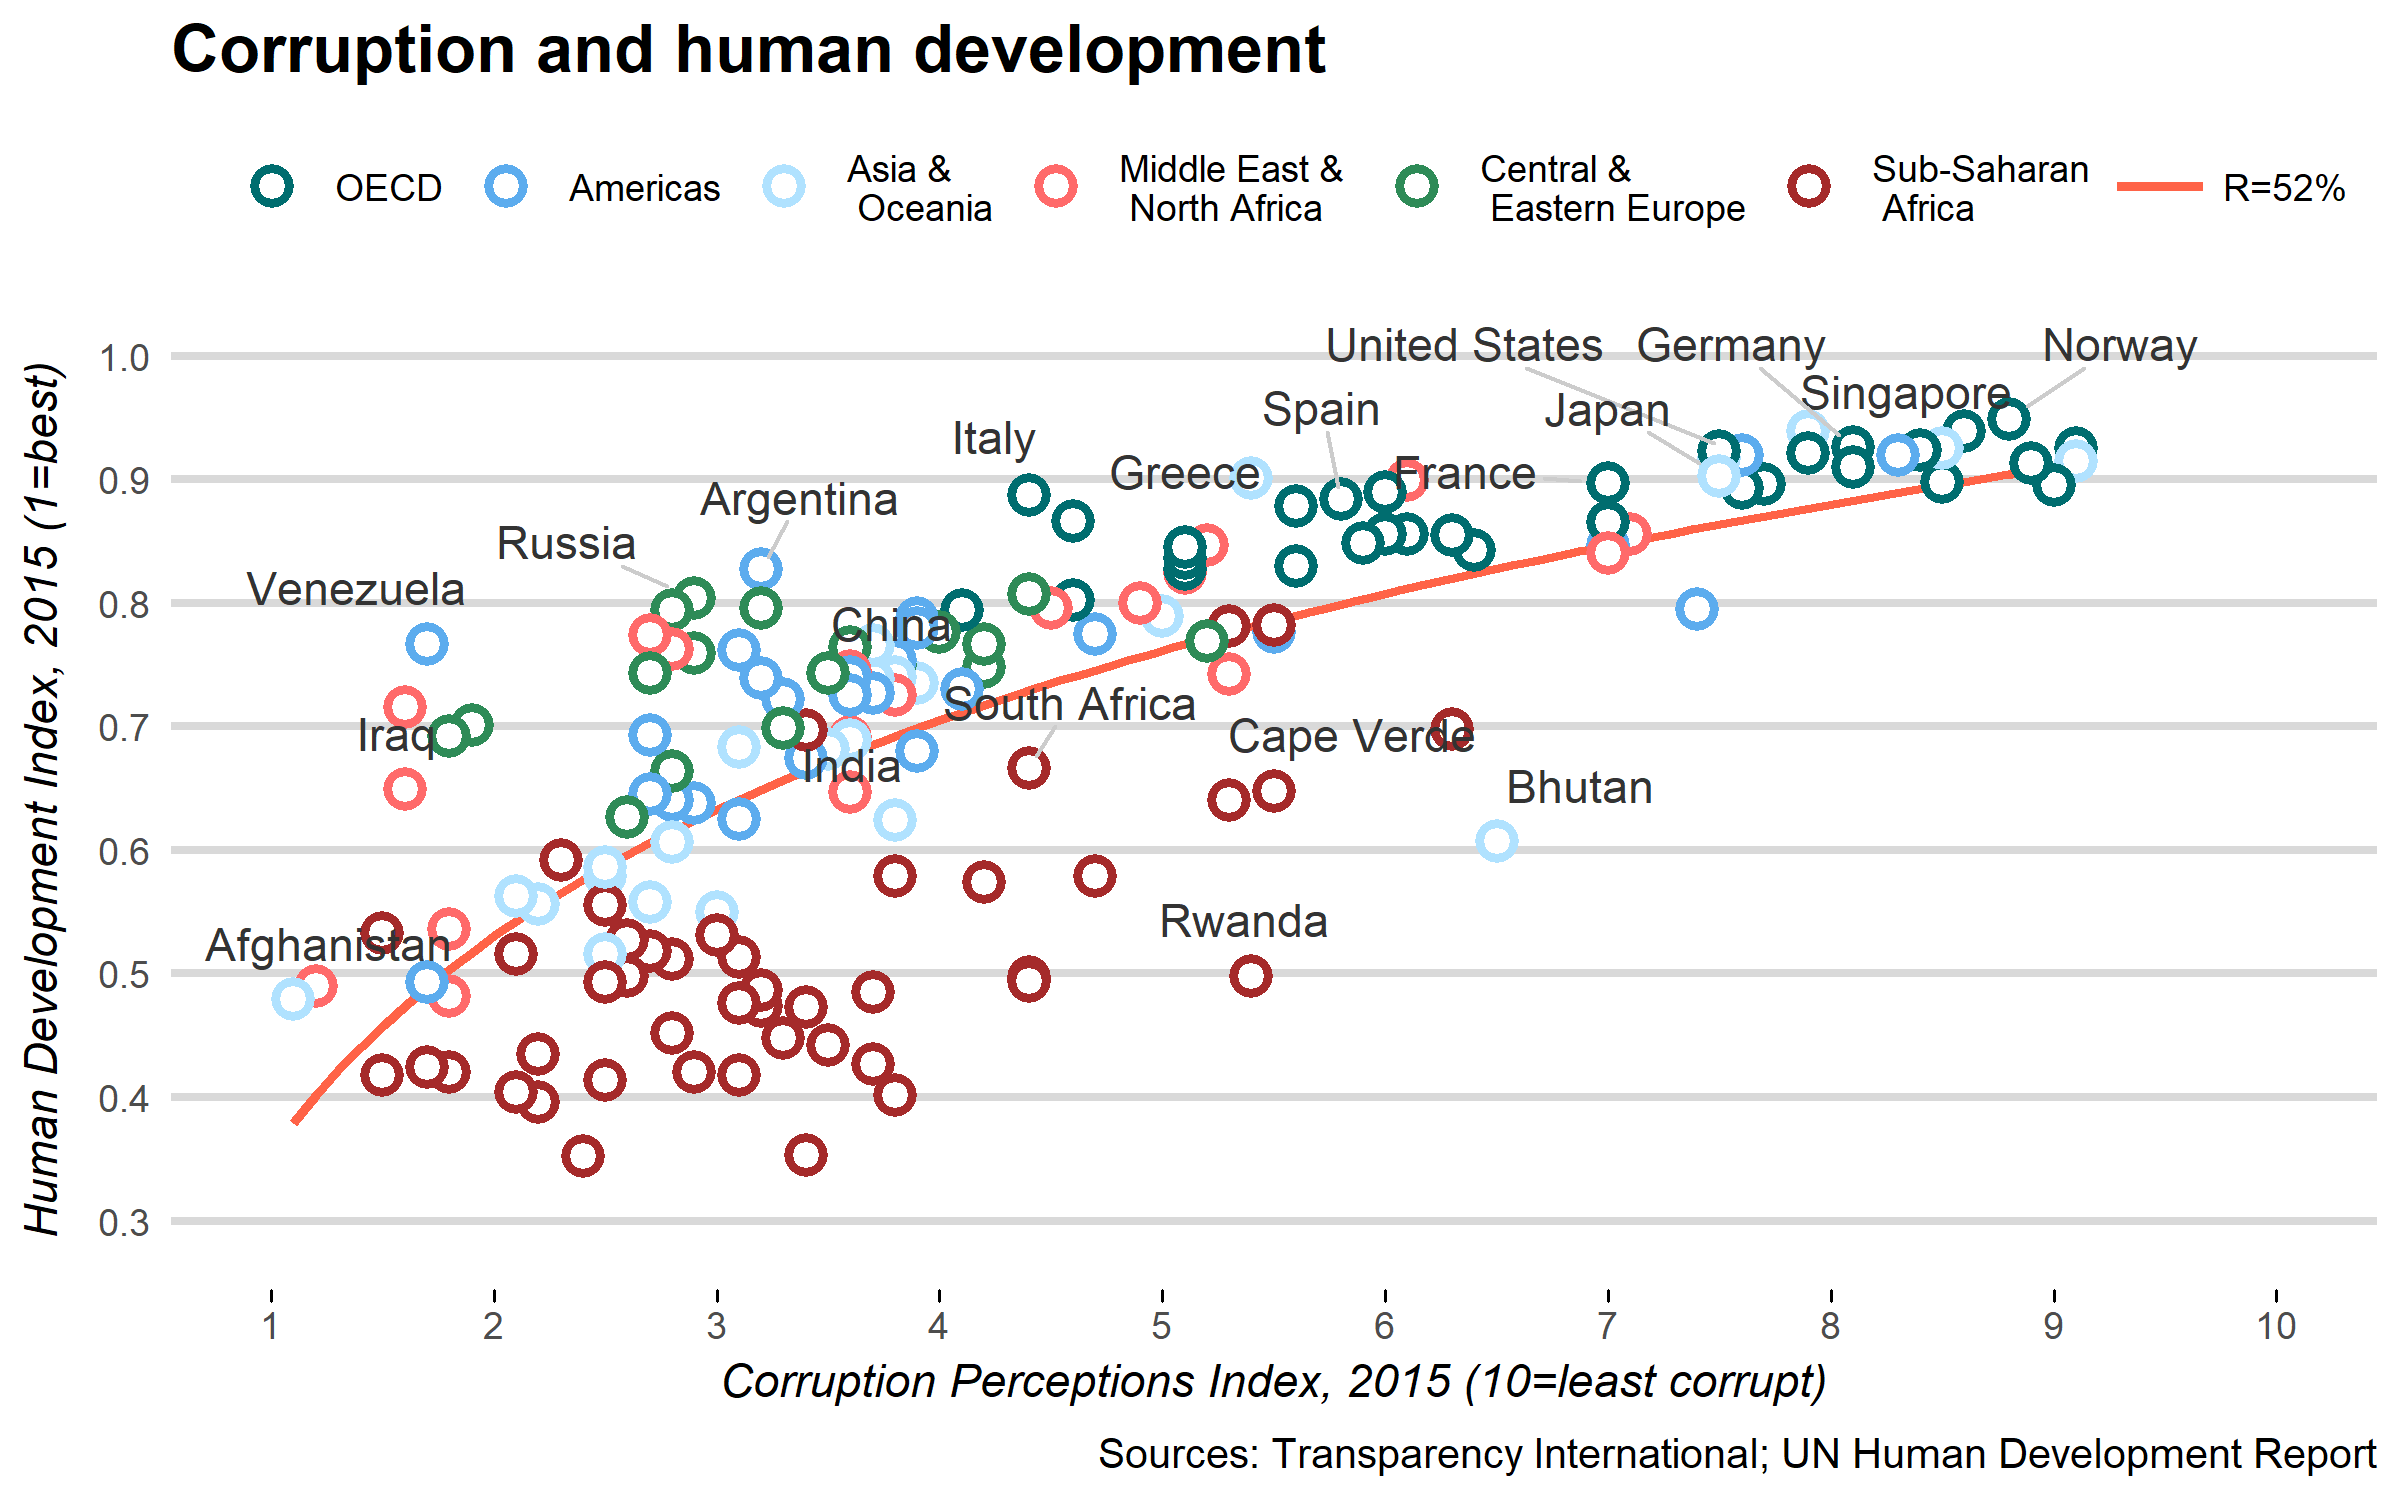 Corruption and human development
OECD
Americas
Asia &
Oceania
Middle East &
North Africa
Central &
Eastern Europe
Sub-Saharan
Africa
R=52%
United States
Germany
Norway
Singapore
Spain
Japan
Italy
Greece
France
Argentina
Russia
Venezuela
China
South Africa
Iraq
Cape Verde
India
Bhutan
Rwanda
Afghanistan
1.0
0.9
0.8
0.7
0.6
0.5
0.4
0.3
Human Development Index, 2015 (1=best)
1
2
3
4
5
6
7
8
9
10
Corruption Perceptions Index, 2015 (10=least corrupt)
Sources: Transparency International; UN Human Development Report